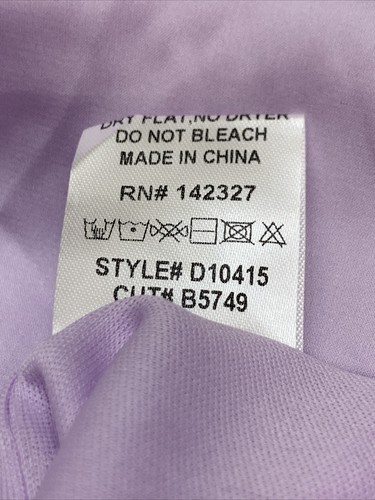 DRY FLAT, NO DRYER
DO NOT BLEACH
MADE IN CHINA
RN# 142327
STYLE# D10415
CUT# B5749